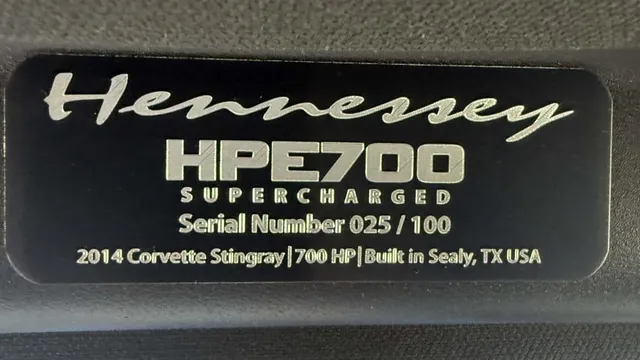 Hennessey
HPE700
SUPERCHARGED
Serial Number 025 / 100
2014 Corvette Stingray|700 HP|Built in Sealy, TX USA